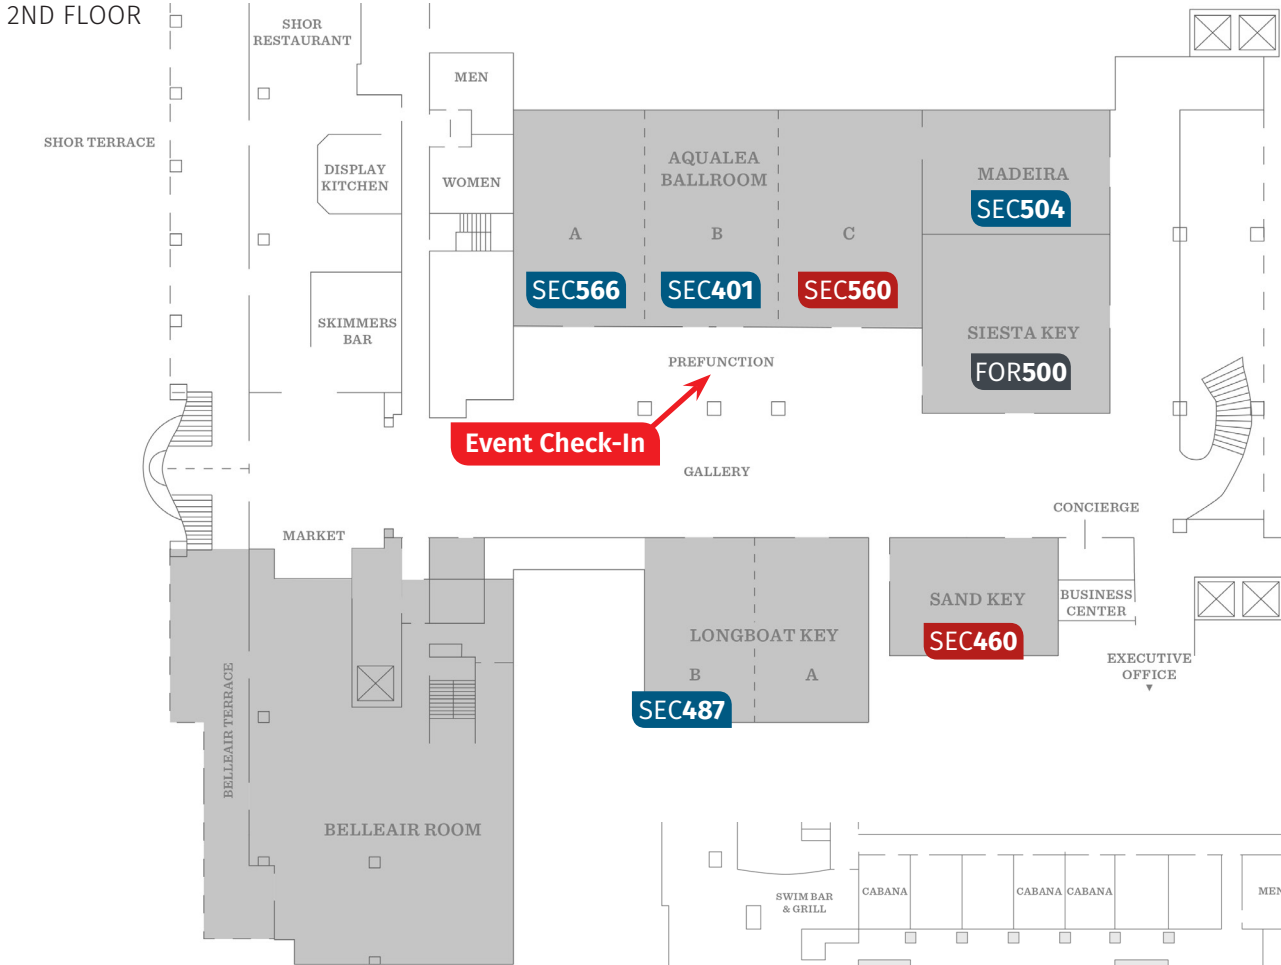 2ND FLOOR
SHOR
RESTAURANT
MEN
SHOR TERRACE
DISPLAY
KITCHEN
WOMEN
AQUALEA
BALLROOM
MADEIRA
SEC504
A
B
C
SEC566
SEC401
SEC560
SKIMMERS
BAR
SIESTA KEY
FOR500
PREFUNCTION
Event Check-In
GALLERY
CONCIERGE
MARKET
SAND KEY
SEC460
BUSINESS
CENTER
LONGBOAT KEY
B
A
SEC487
EXECUTIVE
OFFICE
BELLEAIR TERRACE
BELLEAIR ROOM
SWIM BAR
& GRILL
CABANA
CABANA
CABANA
MEN